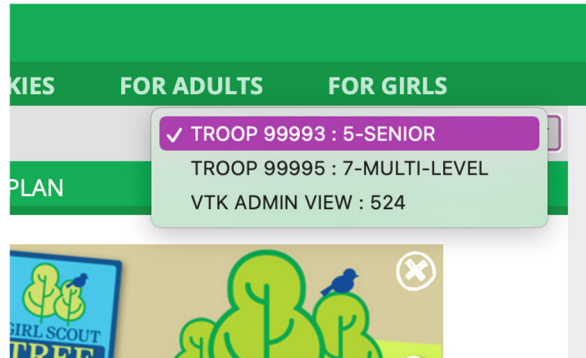 KIES FOR ADULTS FOR GIRLS
✓ TROOP 99993 : 5-SENIOR
TROOP 99995 : 7-MULTI-LEVEL
VTK ADMIN VIEW : 524
PLAN
GIRL SCOUT
TREE